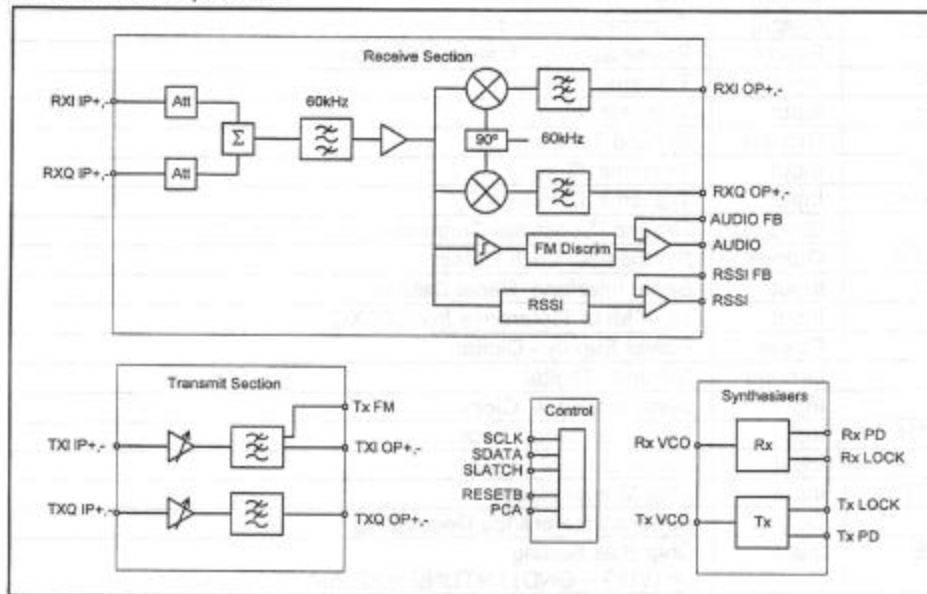 Receive Section
RXI IP+,-
Att
60kHz
RXI OP+,-
Σ
90º
60kHz
RXQ IP+,-
Att
RXQ OP+,-
AUDIO FB
FM Discrim
AUDIO
RSSI FB
RSSI
RSSI
Transmit Section
Tx FM
TXI IP+,-
TXI OP+,-
TXQ IP+,-
TXQ OP+,-
Control
SCLK
SDATA
SLATCH
RESETB
PCA
Synthesisers
Rx VCO
Rx
Rx PD
Rx LOCK
Tx VCO
Tx
Tx LOCK
Tx PD